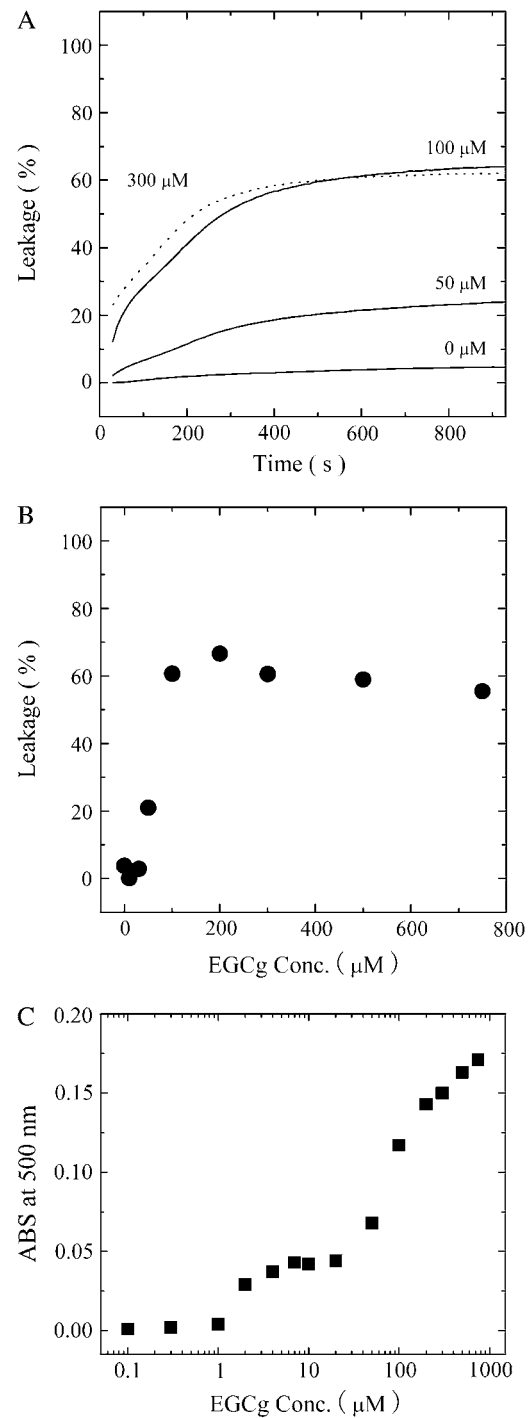 A
100
80
60
40
20
0
Leakage ( % )
300 μM
100 μM
50 μM
0 μM
0 200 400 600 800
Time ( s )
B
100
80
60
40
20
0
Leakage ( % )
0 200 400 600 800
EGCg Conc. ( μM )
C
0.20
0.15
0.10
0.05
0.00
ABS at 500 nm
0.1 1 10 100 1000
EGCg Conc. ( μM )